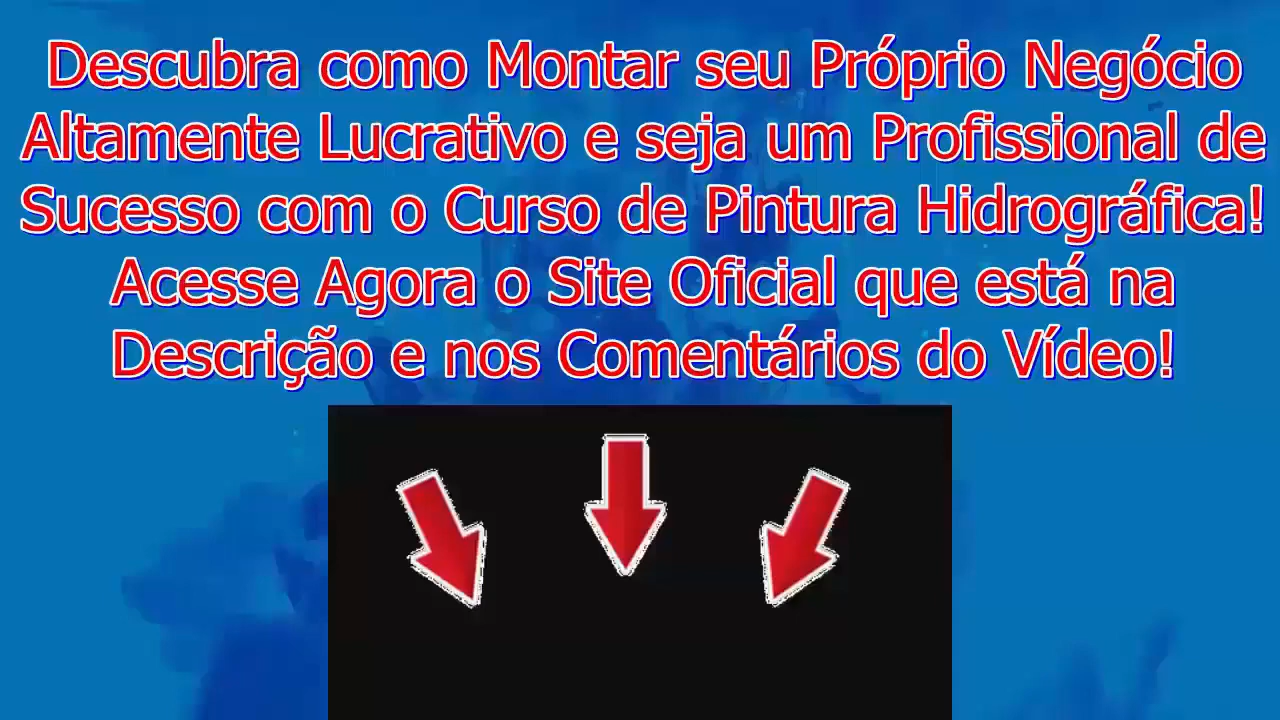 Descubra como Montar seu Próprio Negócio
Altamente Lucrativo e seja um Profissional de
Sucesso com o Curso de Pintura Hidrográfica!
Acesse Agora o Site Oficial que está na
Descrição e nos Comentários do Vídeo!